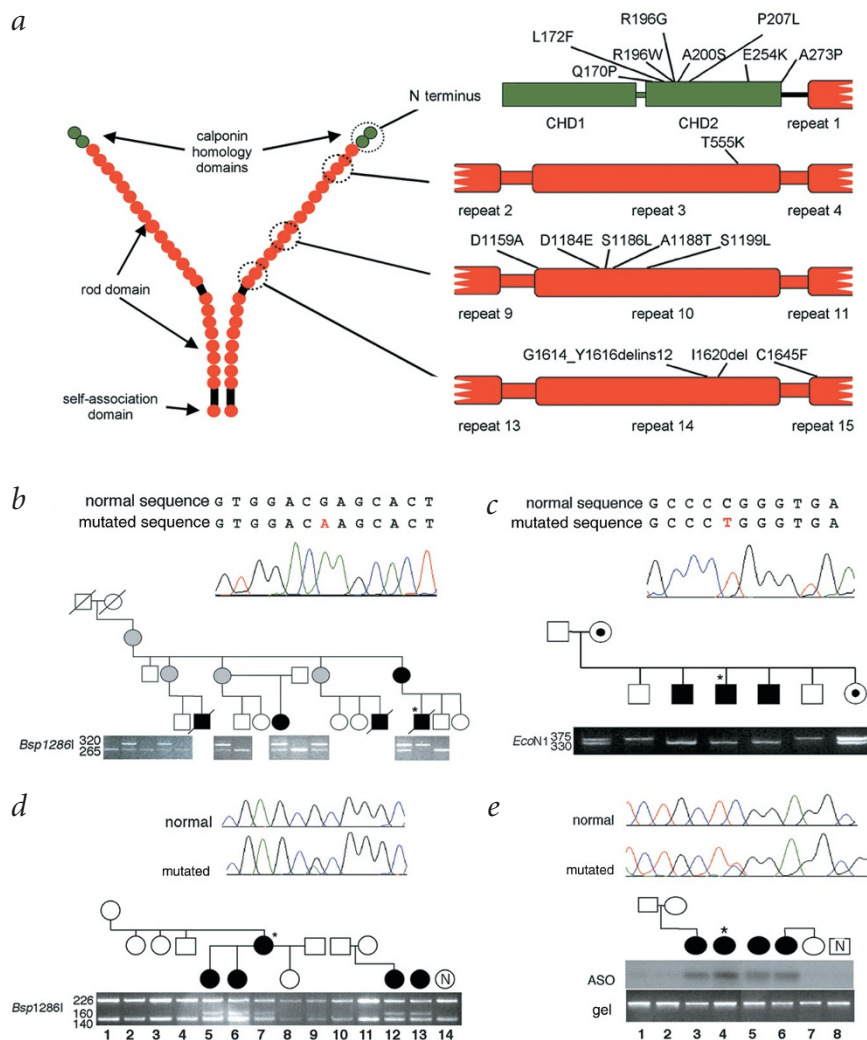 a
R196G
P207L
L172F
R196W
A200S
E254K
A273P
Q170P
N terminus
CHD1
CHD2
repeat 1
calponin
homology
domains
T555K
repeat 2
repeat 3
repeat 4
D1159A
D1184E
S1186L
A1188T
S1199L
rod domain
repeat 9
repeat 10
repeat 11
G1614_Y1616delins12
I1620del
C1645F
self-association
domain
repeat 13
repeat 14
repeat 15
b
normal sequence G T G G A C G A G C A C T
mutated sequence G T G G A C A A G C A C T
*
Bsp1286I
320
265
c
normal sequence G C C C C G G G T G A
mutated sequence G C C C T G G G T G A
*
EcoN1
375
330
d
normal
mutated
*
N
Bsp1286I
226
160
140
1 2 3 4 5 6 7 8 9 10 11 12 13 14
e
normal
mutated
*
N
ASO
gel
1 2 3 4 5 6 7 8